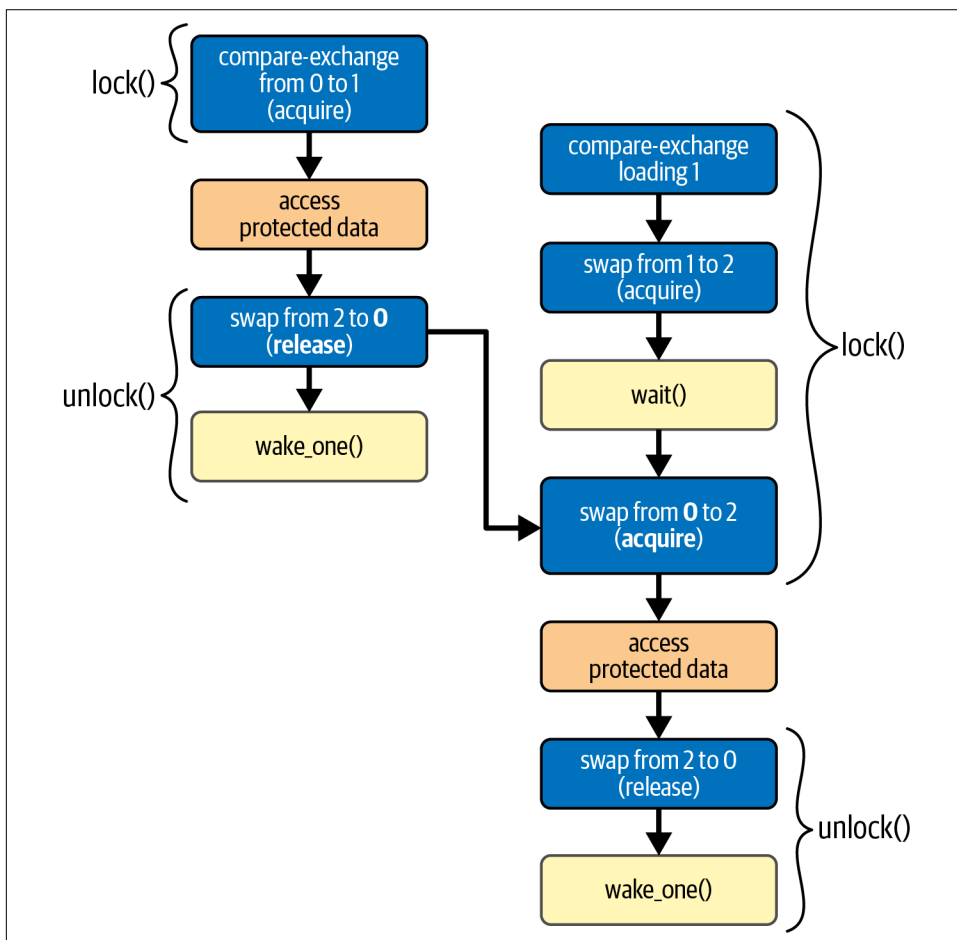 lock()
compare-exchange
from 0 to 1
(acquire)
access
protected data
unlock()
swap from 2 to 0
(release)
wake_one()
compare-exchange
loading 1
swap from 1 to 2
(acquire)
wait()
swap from 0 to 2
(acquire)
lock()
access
protected data
swap from 2 to 0
(release)
wake_one()
unlock()